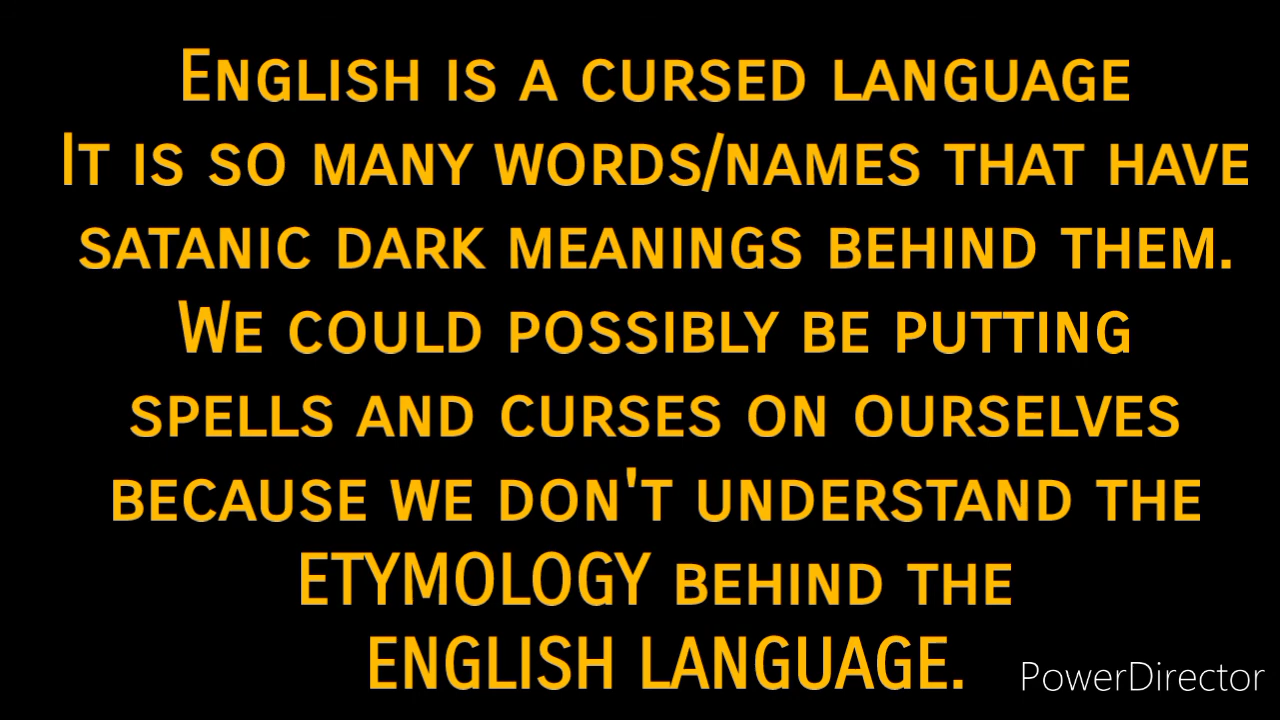 English is a cursed language
It is so many words/names that have
satanic dark meanings behind them.
We could possibly be putting
spells and curses on ourselves
because we don't understand the
ETYMOLOGY behind the
ENGLISH LANGUAGE.
PowerDirector